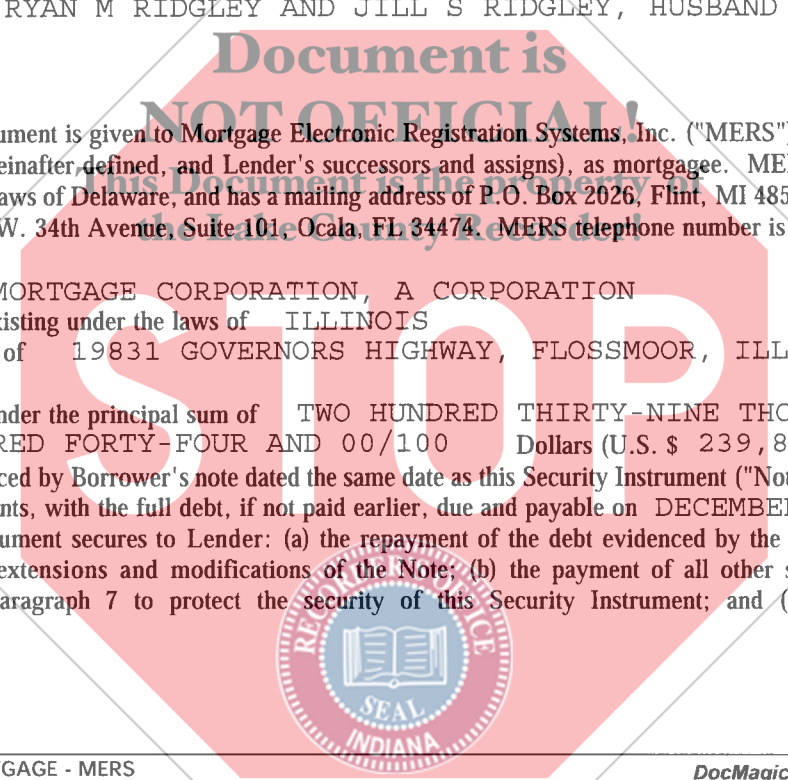 RYAN M RIDGLEY AND JILL S RIDGLEY, HUSBAND
Document is
NOT OFFICIAL!
ument is given to Mortgage Electronic Registration Systems, Inc. ("MERS")
einafter defined, and Lender's successors and assigns), as mortgagee. MER
This Document is the property of
aws of Delaware, and has a mailing address of P.O. Box 2026, Flint, MI 485
the Lake County Recorder!
W. 34th Avenue, Suite 101, Ocala, FL 34474. MERS telephone number is
MORTGAGE CORPORATION, A CORPORATION
xisting under the laws of ILLINOIS
of 19831 GOVERNORS HIGHWAY, FLOSSMOOR, ILL
STOP
nder the principal sum of TWO HUNDRED THIRTY-NINE THO
RED FORTY-FOUR AND 00/100 Dollars (U.S. $ 239,8
ced by Borrower's note dated the same date as this Security Instrument ("Not
nts, with the full debt, if not paid earlier, due and payable on DECEMBER
ument secures to Lender: (a) the repayment of the debt evidenced by the
extensions and modifications of the Note; (b) the payment of all other s
aragraph 7 to protect the security of this Security Instrument; and (
SEAL
INDIANA
GAGE - MERS
DocMagic